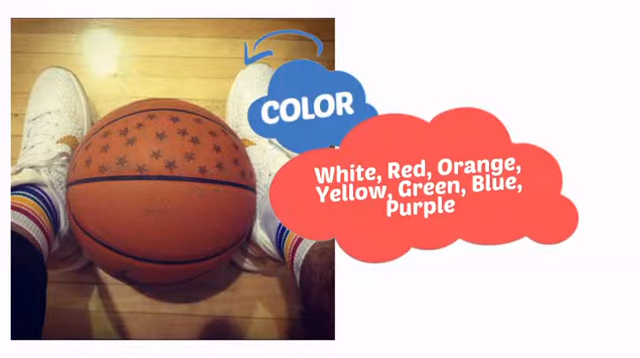 COLOR
White, Red, Orange,
Yellow, Green, Blue,
Purple